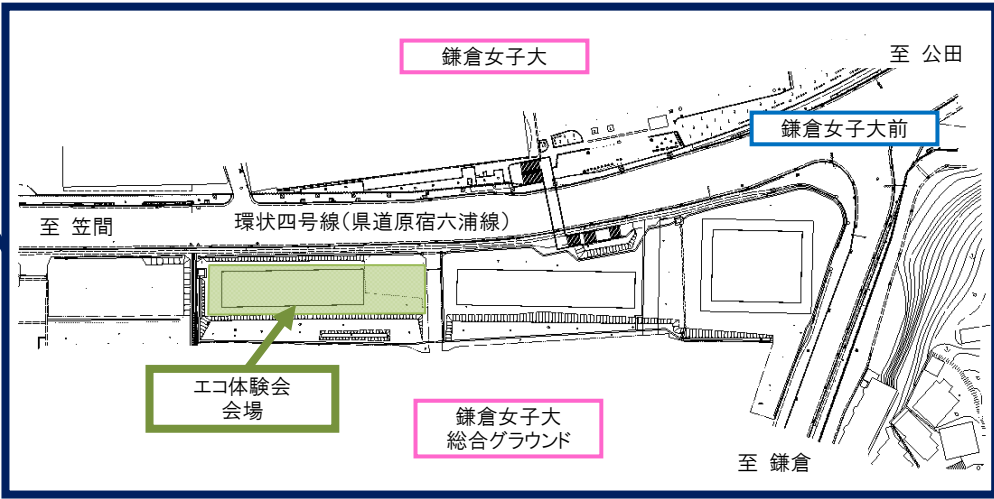 鎌倉女子大
至 公田
鎌倉女子大前
至 笠間
環状四号線(県道原宿六浦線)
エコ体験会
会場
鎌倉女子大
総合グラウンド
至 鎌倉